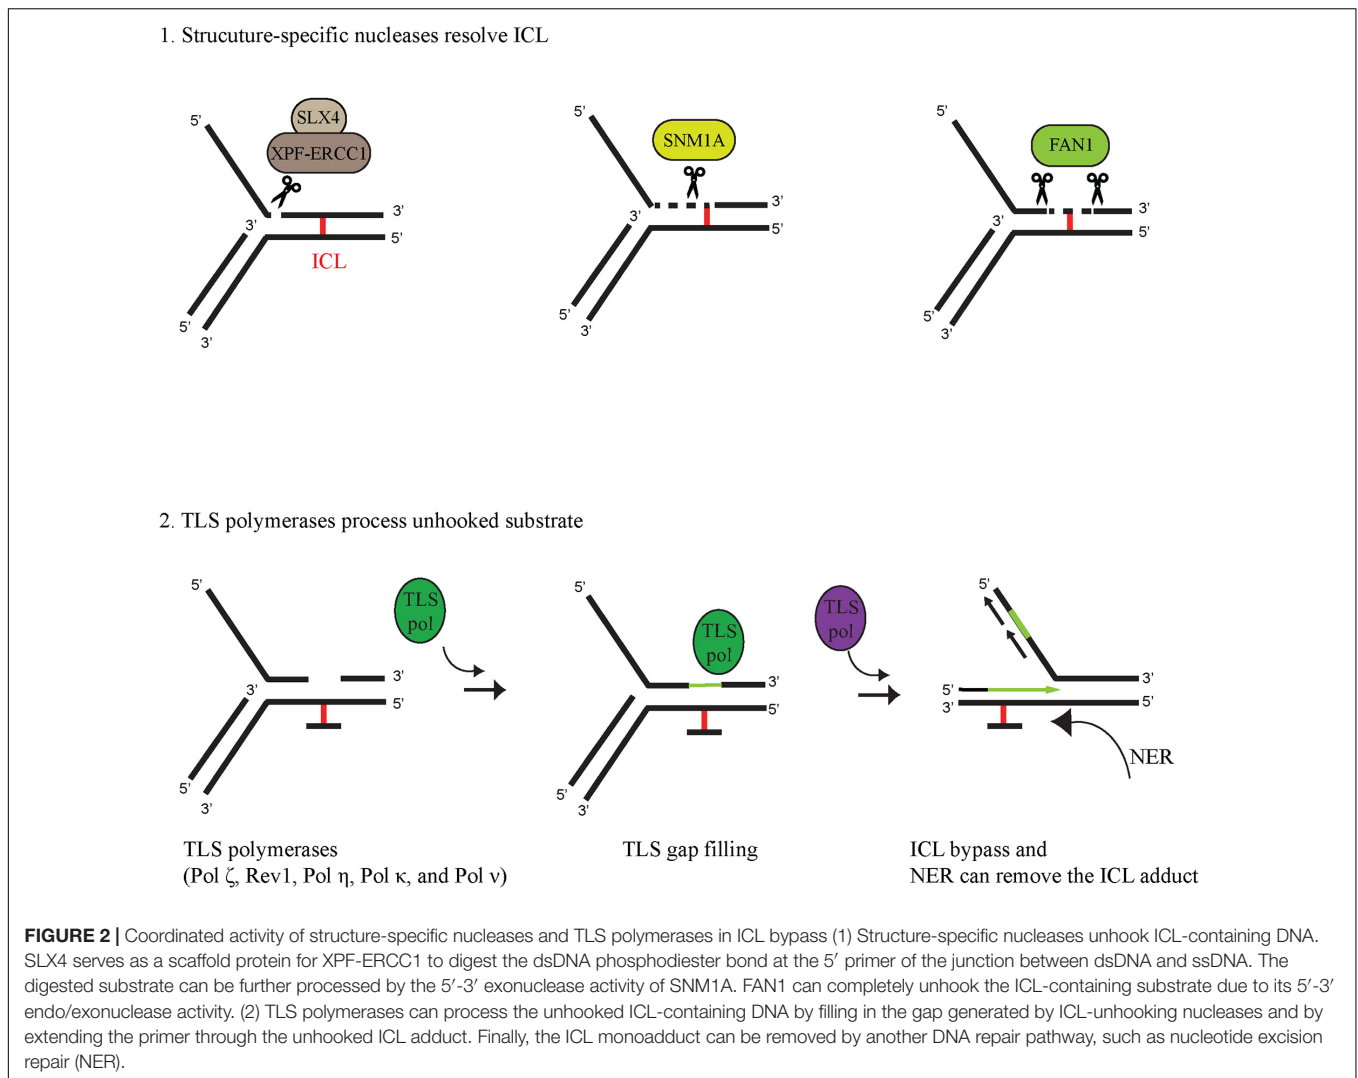 1. Strucuture-specific nucleases resolve ICL
5’
SLX4
XPF-ERCC1
3’
3’
5’
ICL
5’
3’
5’
SNM1A
3’
3’
5’
5’
3’
5’
FAN1
3’
3’
5’
5’
3’
2. TLS polymerases process unhooked substrate
5’
TLS
pol
3’
3’
5’
5’
3’
5’
TLS
pol
3’
3’
5’
5’
3’
TLS
pol
5’
3’
5’
3’
5’
NER
TLS polymerases
(Pol ζ, Rev1, Pol η, Pol κ, and Pol ν)
TLS gap filling
ICL bypass and
NER can remove the ICL adduct
FIGURE 2 | Coordinated activity of structure-specific nucleases and TLS polymerases in ICL bypass (1) Structure-specific nucleases unhook ICL-containing DNA.
SLX4 serves as a scaffold protein for XPF-ERCC1 to digest the dsDNA phosphodiester bond at the 5′ primer of the junction between dsDNA and ssDNA. The
digested substrate can be further processed by the 5′-3′ exonuclease activity of SNM1A. FAN1 can completely unhook the ICL-containing substrate due to its 5′-3′
endo/exonuclease activity. (2) TLS polymerases can process the unhooked ICL-containing DNA by filling in the gap generated by ICL-unhooking nucleases and by
extending the primer through the unhooked ICL adduct. Finally, the ICL monoadduct can be removed by another DNA repair pathway, such as nucleotide excision
repair (NER).